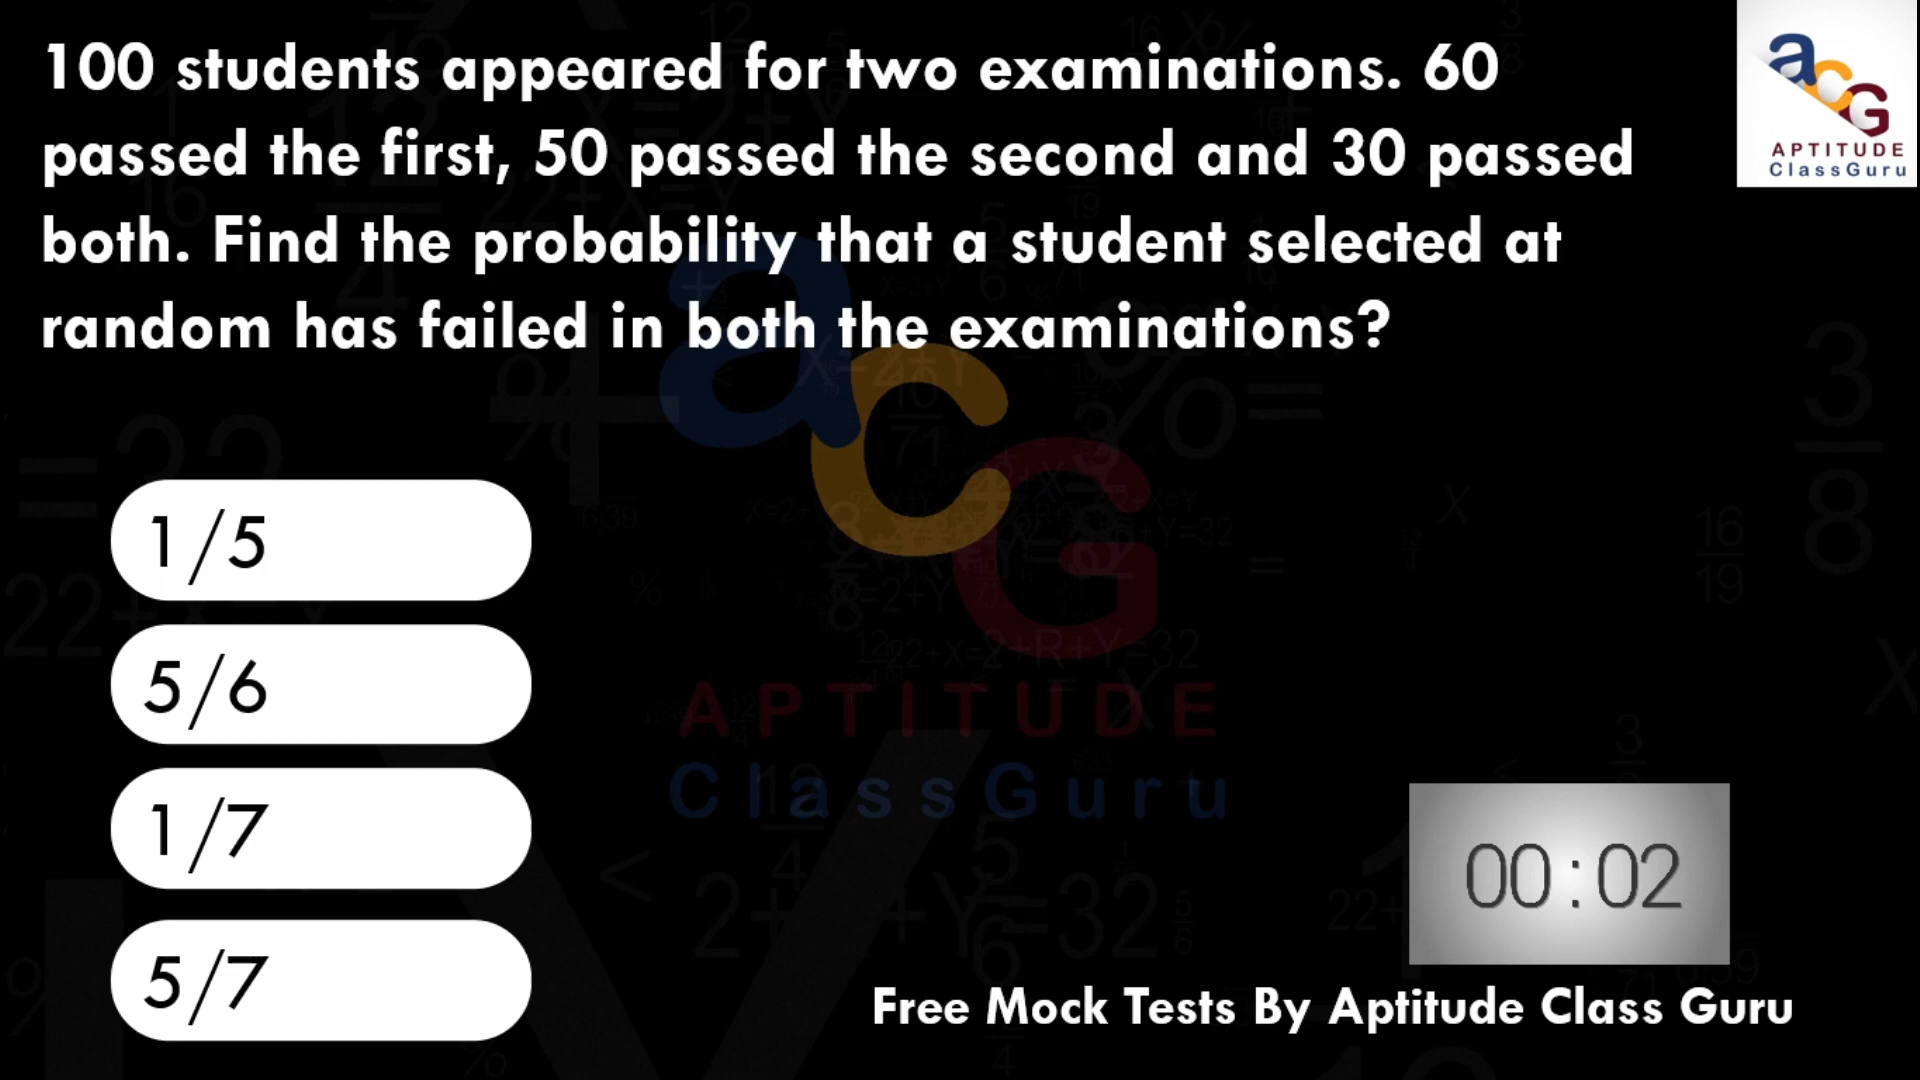 100 students appeared for two examinations. 60
passed the first, 50 passed the second and 30 passed
both. Find the probability that a student selected at
random has failed in both the examinations?
acG
APTITUDE
ClassGuru
1/5
5/6
1/7
5/7
acG
APTITUDE
ClassGuru
00:02
Free Mock Tests By Aptitude Class Guru